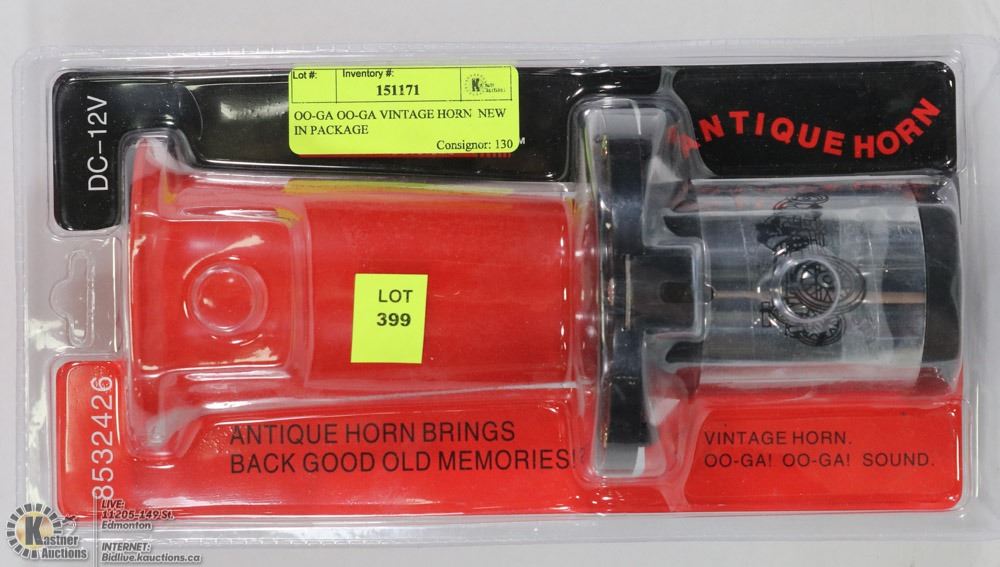 Lot #:
Inventory #:
151171
OO-GA OO-GA VINTAGE HORN NEW
IN PACKAGE
Consignor: 130
DC-12V
ANTIQUE HORN
LOT
399
8532426
ANTIQUE HORN BRINGS
BACK GOOD OLD MEMORIES!
VINTAGE HORN.
OO-GA! OO-GA! SOUND.
Kastner
Auctions
LIVE:
11205-149 St.
Edmonton
INTERNET:
Bidlive.kauctions.ca